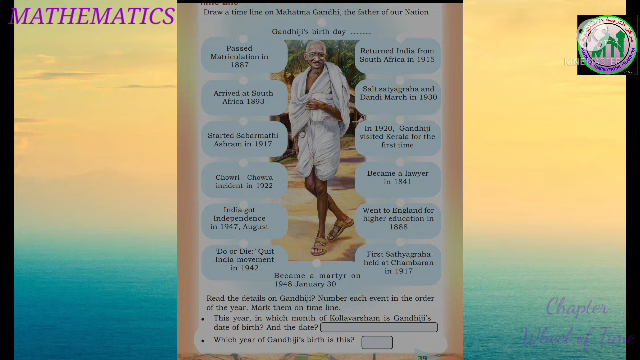 MATHEMATICS
Time line
Draw a time line on Mahatma Gandhi, the father of our Nation.
Gandhiji's birth day ........
Passed
Matriculation in
1887
Returned India from
South Africa in 1915
Arrived at South
Africa 1893
Salt satyagraha and
Dandi March in 1930
Started Sabarmathi
Ashram in 1917
In 1920, Gandhiji
visited Kerala for the
first time
Chowri - Chowra
incident in 1922
Became a lawyer
in 1841
India got
Independence
in 1947, August
Went to England for
higher education in
1888
'Do or Die:' Quit
India movement
in 1942
First Sathyagraha
held at Chambaran
in 1917
Became a martyr on
1948 January 30
Read the details on Gandhiji? Number each event in the order
of the year. Mark them on time line.
• This year, in which month of Kollavarsham is Gandhiji's
date of birth? And the date?
• Which year of Gandhiji's birth is this?
39
Chapter
Wheel of Time